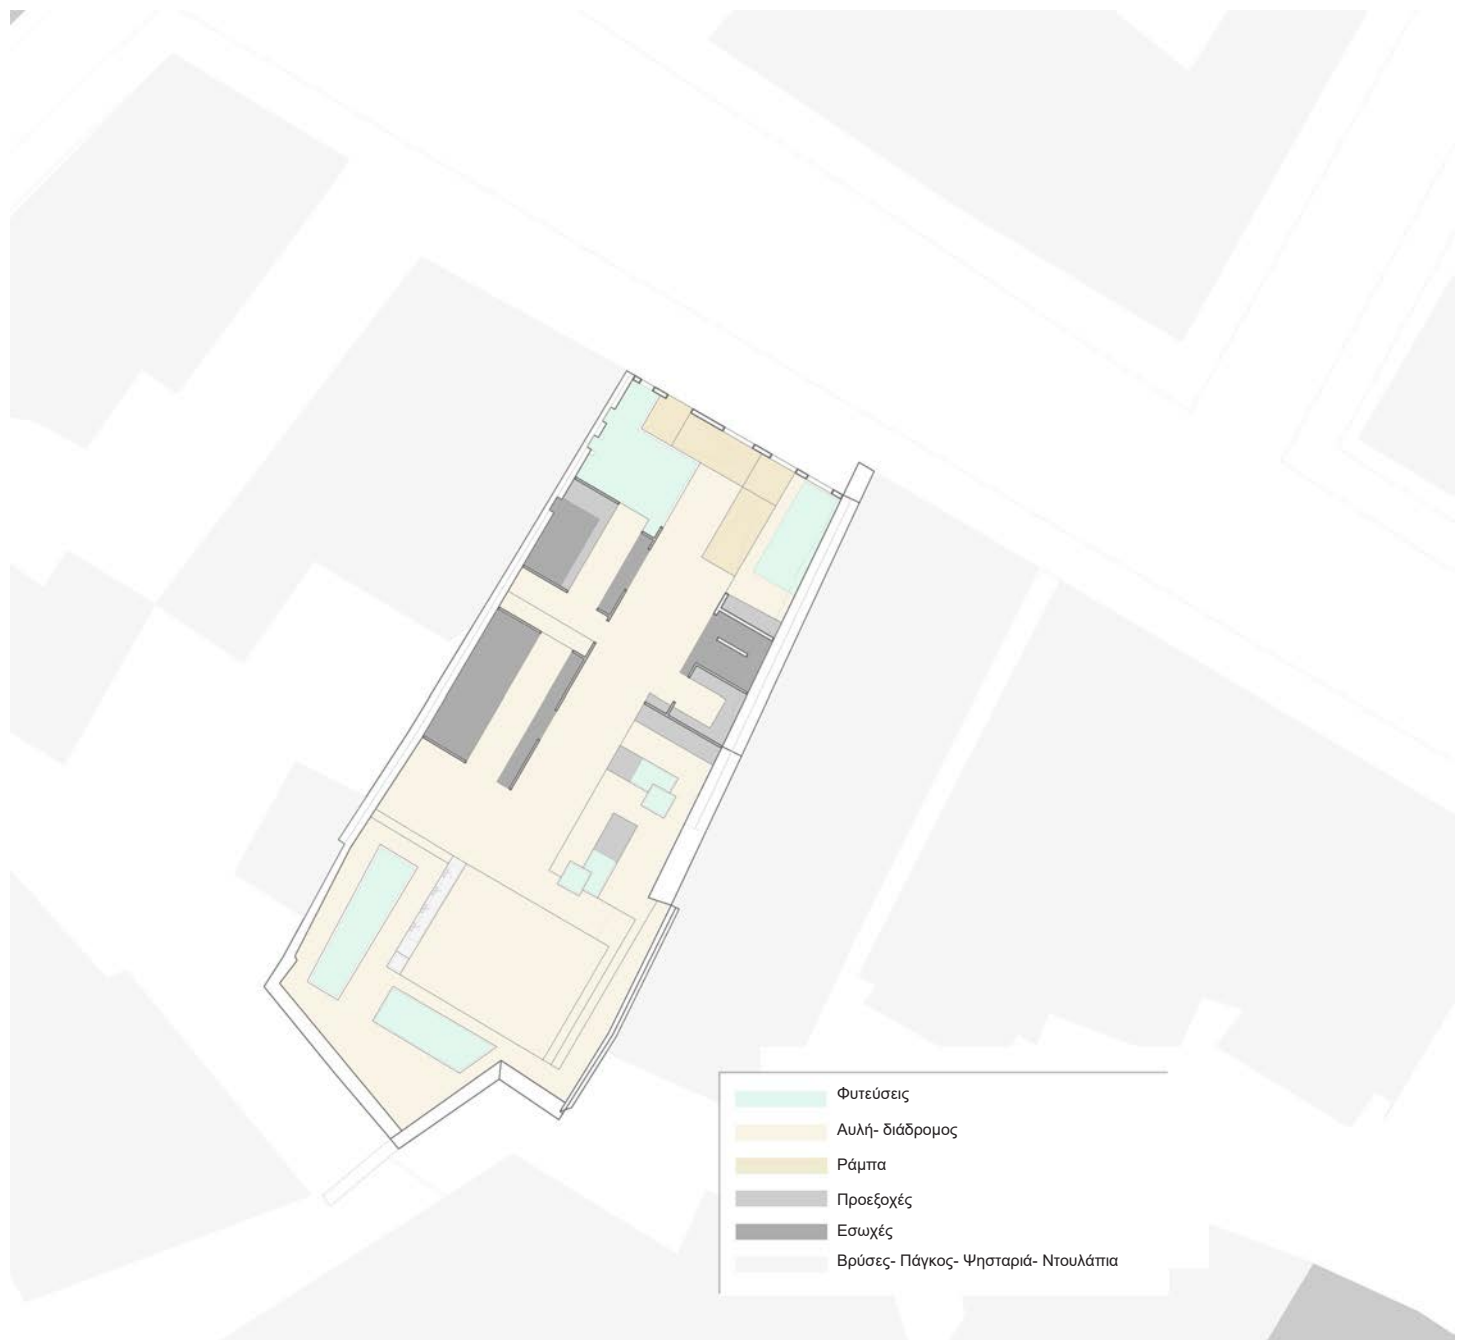 Φυτεύσεις
Αυλή- διάδρομος
Ράμπα
Προεξοχές
Εσωχές
Βρύσες- Πάγκος- Ψησταριά- Ντουλάπια